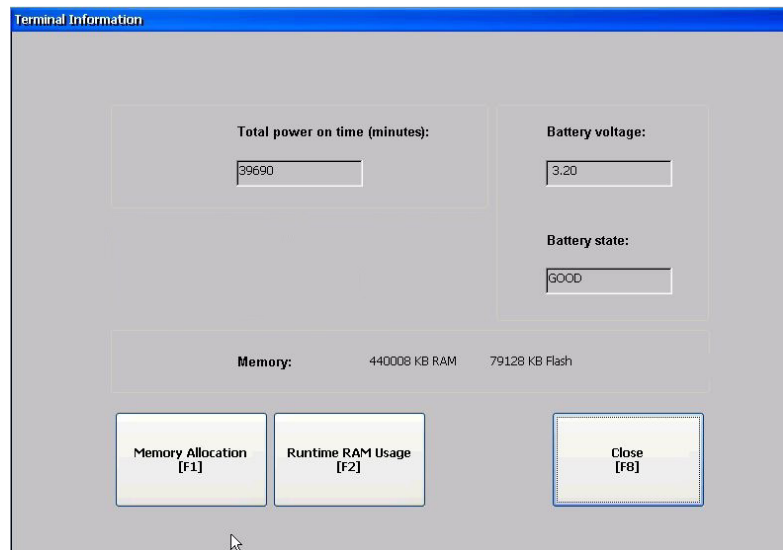 Terminal Information
Total power on time (minutes):
39690
Battery voltage:
3.20
Battery state:
GOOD
Memory:
440008 KB RAM
79128 KB Flash
Memory Allocation
[F1]
Runtime RAM Usage
[F2]
Close
[F8]